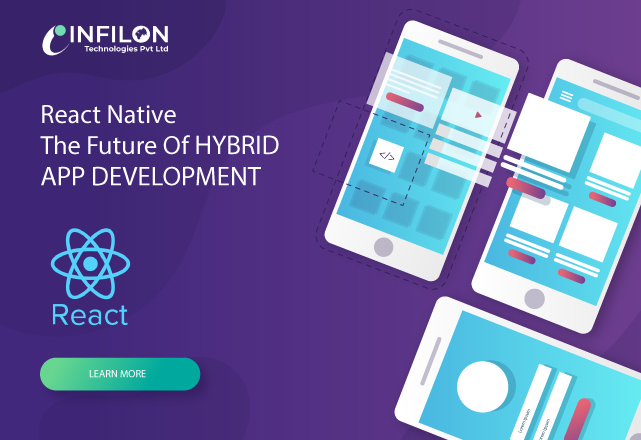 INFILON
Technologies Pvt Ltd
React Native
The Future Of HYBRID
APP DEVELOPMENT
</>
React
LEARN MORE